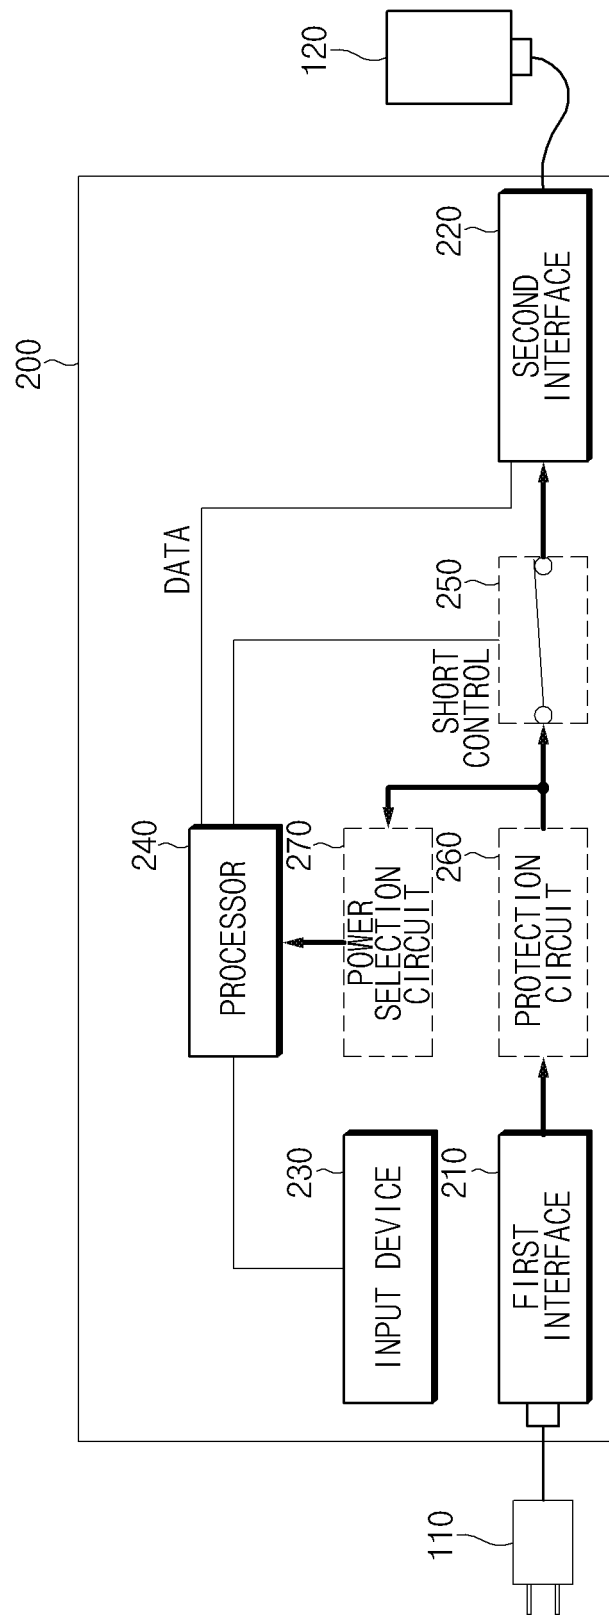 200
DATA
240
PROCESSOR
SHORT
CONTROL
230
INPUT DEVICE
270
POWER
SELECTION
CIRCUIT
250
110
210
FIRST
INTERFACE
260
PROTECTION
CIRCUIT
220
SECOND
INTERFACE
120